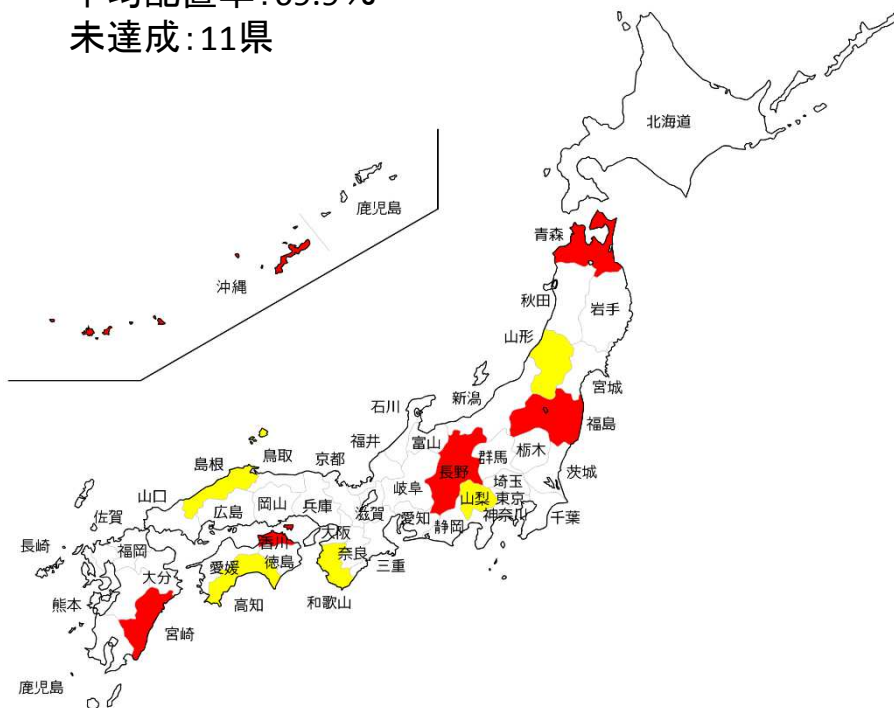 未達成：11県
北海道
鹿児島
青森
沖縄
秋田
岩手
山形
宮城
新潟
石川
福島
福井
富山
群馬
栃木
鳥取
京都
島根
長野
茨城
埼玉
岐阜
山梨
東京
山口
岡山
兵庫
滋賀
広島
神奈川
千葉
佐賀
愛知
静岡
大阪
香川
長崎
福岡
奈良
三重
愛媛
徳島
大分
熊本
高知
和歌山
宮崎
鹿児島